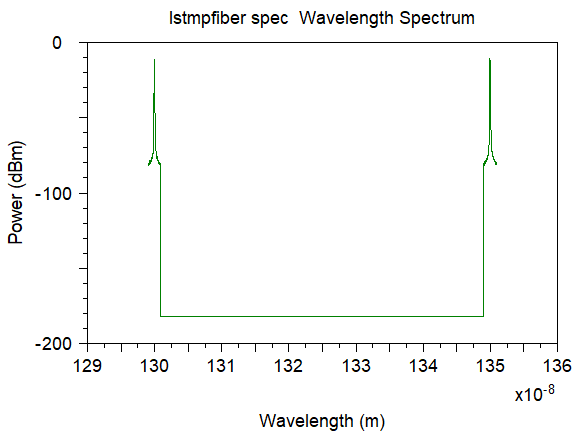 lstmpfiber spec  Wavelength Spectrum
0
-100
-200
Power (dBm)
129 130 131 132 133 134 135 136
x10-8
Wavelength (m)